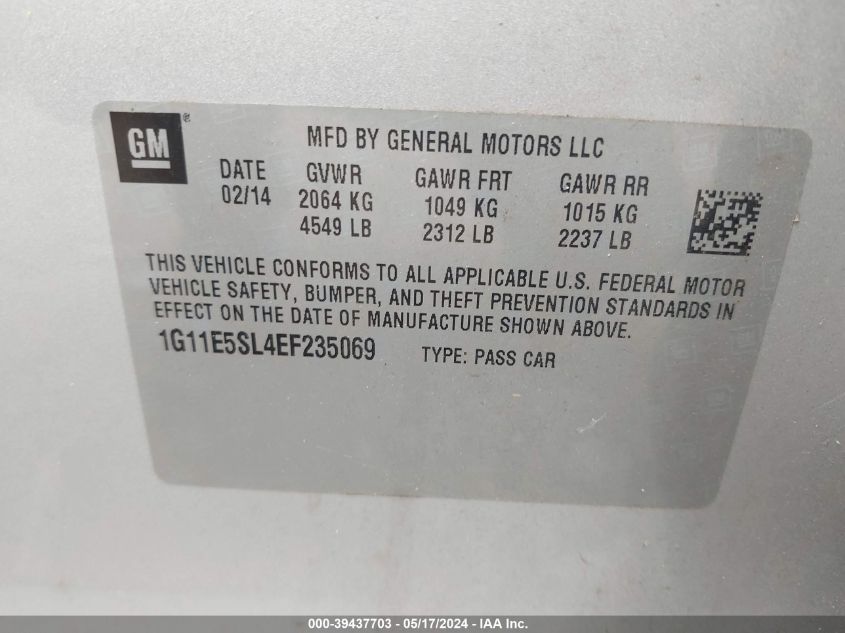 GM® MFD BY GENERAL MOTORS LLC
DATE GVWR GAWR FRT GAWR RR
02/14 2064 KG 1049 KG 1015 KG
4549 LB 2312 LB 2237 LB
THIS VEHICLE CONFORMS TO ALL APPLICABLE U.S. FEDERAL MOTOR
VEHICLE SAFETY, BUMPER, AND THEFT PREVENTION STANDARDS IN
EFFECT ON THE DATE OF MANUFACTURE SHOWN ABOVE.
1G11E5SL4EF235069 TYPE: PASS CAR
000-39437703 - 05/17/2024 - IAA Inc.